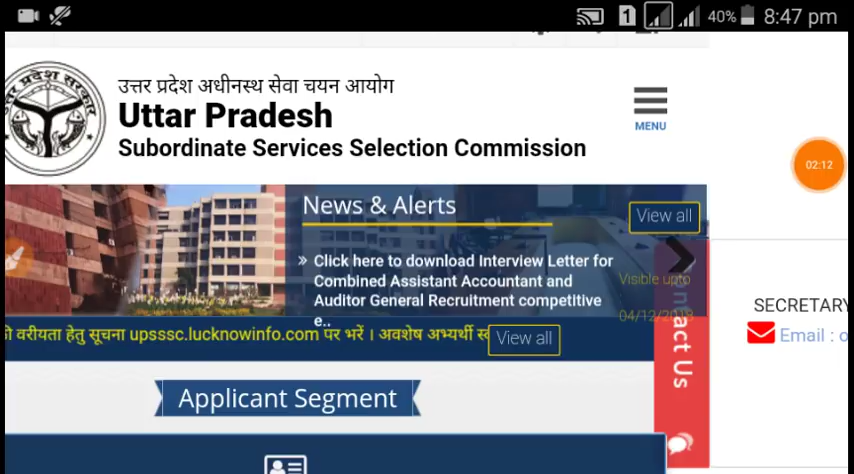 1
40%
8:47 pm
उत्तर प्रदेश अधीनस्थ सेवा चयन आयोग
Uttar Pradesh
Subordinate Services Selection Commission
MENU
02:12
News & Alerts
View all
» Click here to download Interview Letter for
Combined Assistant Accountant and
Auditor General Recruitment competitive
e..
Visible upto
04/12/2018
की वरीयता हेतु सूचना upsssc.lucknowinfo.com पर भरें । अवशेष अभ्यर्थी
View all
act Us
SECRETARY
Email : o
Applicant Segment